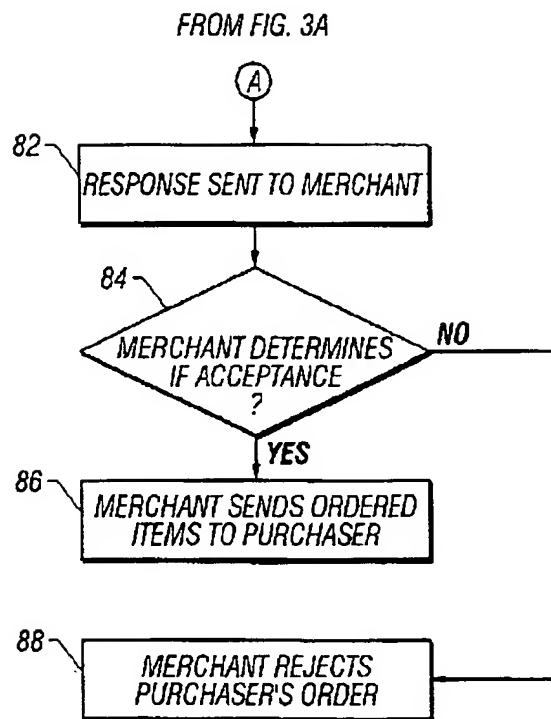 FROM FIG. 3A
A
82
RESPONSE SENT TO MERCHANT
84
MERCHANT DETERMINES
IF ACCEPTANCE
?
NO
YES
86
MERCHANT SENDS ORDERED
ITEMS TO PURCHASER
88
MERCHANT REJECTS
PURCHASER'S ORDER